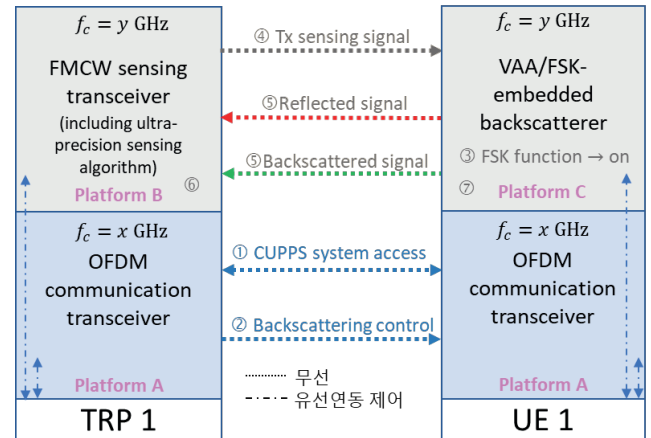 f_c = y GHz
FMCW sensing
transceiver
(including ultra-
precision sensing
algorithm)
⑥
Platform B
f_c = x GHz
OFDM
communication
transceiver
Platform A
TRP 1
④ Tx sensing signal
⑤Reflected signal
⑤Backscattered signal
① CUPPS system access
② Backscattering control
무선
유선연동 제어
f_c = y GHz
VAA/FSK-
embedded
backscatterer
③ FSK function → on
⑦
Platform C
f_c = x GHz
OFDM
communication
transceiver
Platform A
UE 1